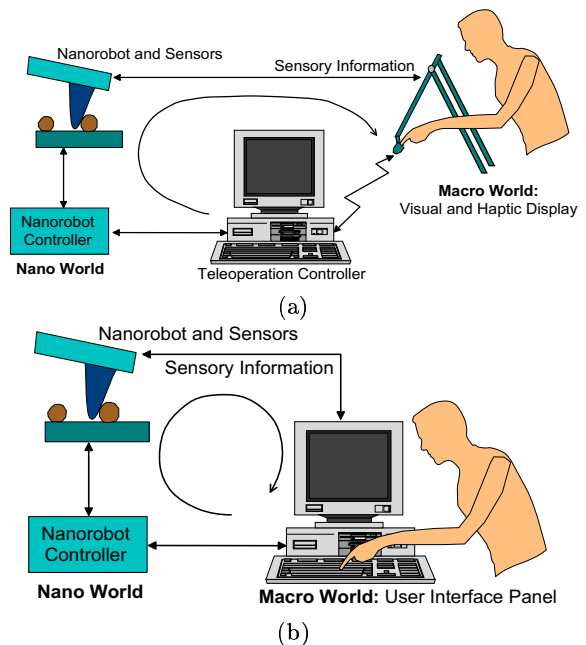 Nanorobot and Sensors
Sensory Information
Nanorobot
Controller
Nano World
Teleoperation Controller
Macro World:
Visual and Haptic Display
(a)
Nanorobot and Sensors
Sensory Information
Nanorobot
Controller
Nano World
Macro World: User Interface Panel
(b)